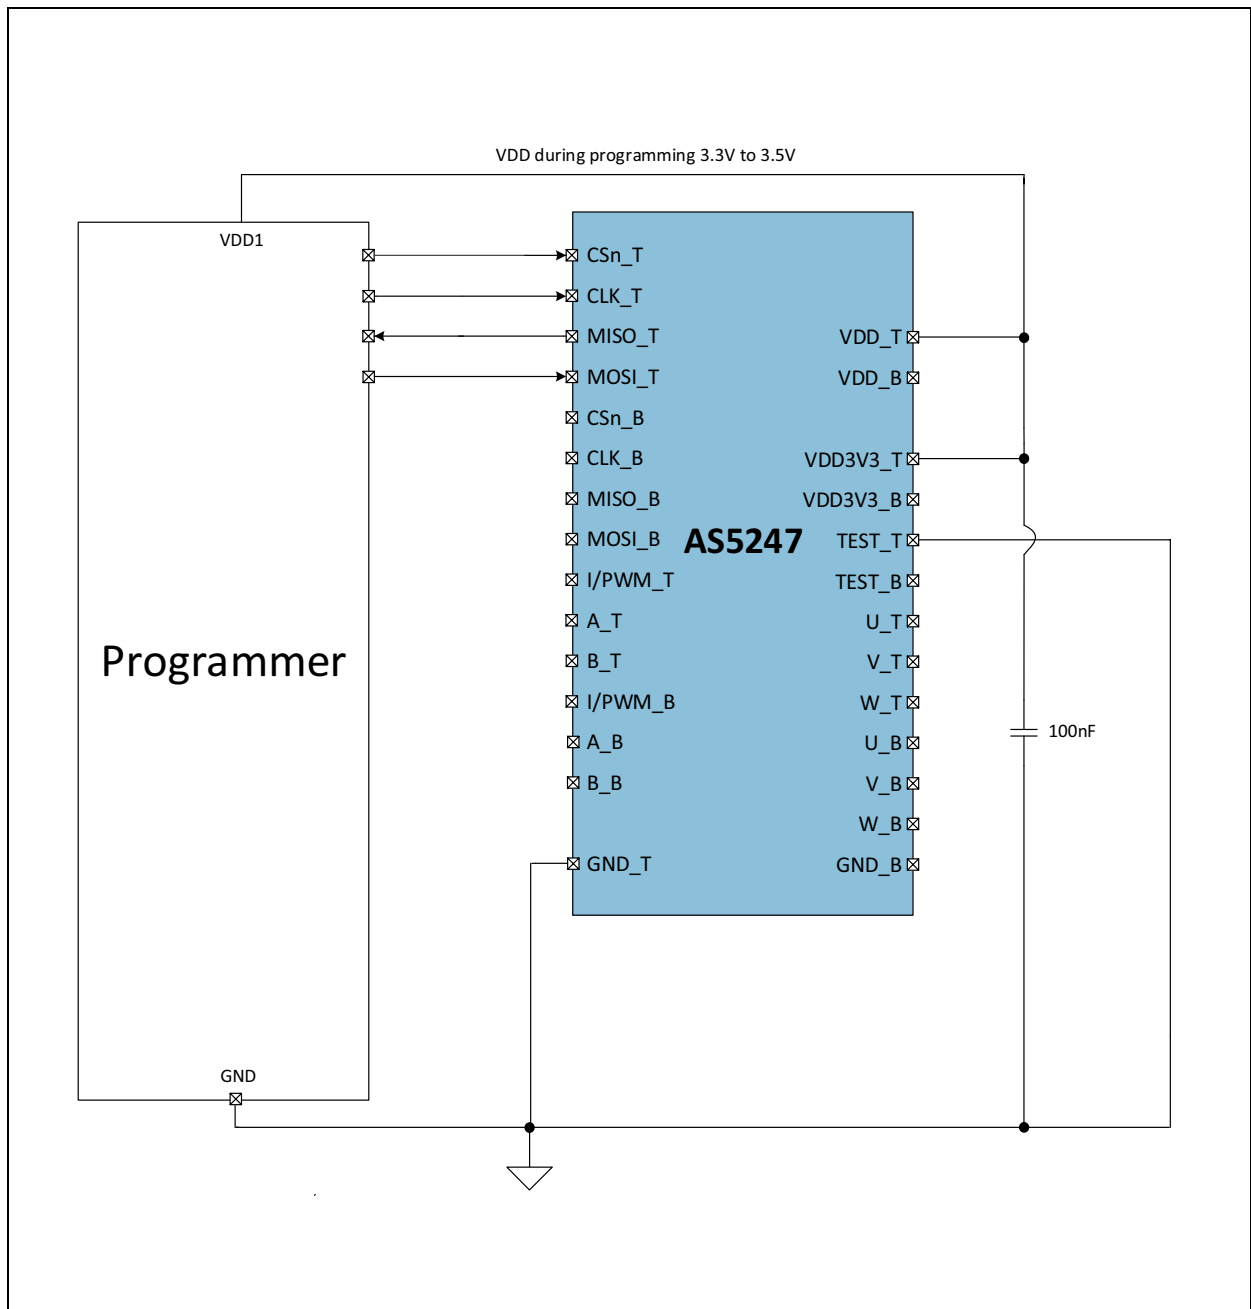 VDD during programming 3.3V to 3.5V
VDD1
Programmer
GND
CSn_T
CLK_T
MISO_T
MOSI_T
CSn_B
CLK_B
MISO_B
MOSI_B
I/PWM_T
A_T
B_T
I/PWM_B
A_B
B_B
GND_T
AS5247
VDD_T
VDD_B
VDD3V3_T
VDD3V3_B
TEST_T
TEST_B
U_T
V_T
W_T
U_B
V_B
W_B
GND_B
100nF